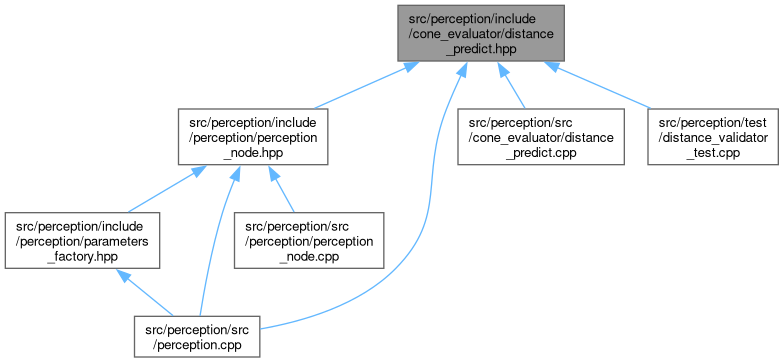 src/perception/include
/cone_evaluator/distance
_predict.hpp
src/perception/include
/perception/perception
_node.hpp
src/perception/src
/cone_evaluator/distance
_predict.cpp
src/perception/test
/distance_validator
_test.cpp
src/perception/include
/perception/parameters
_factory.hpp
src/perception/src
/perception/perception
_node.cpp
src/perception/src
/perception.cpp